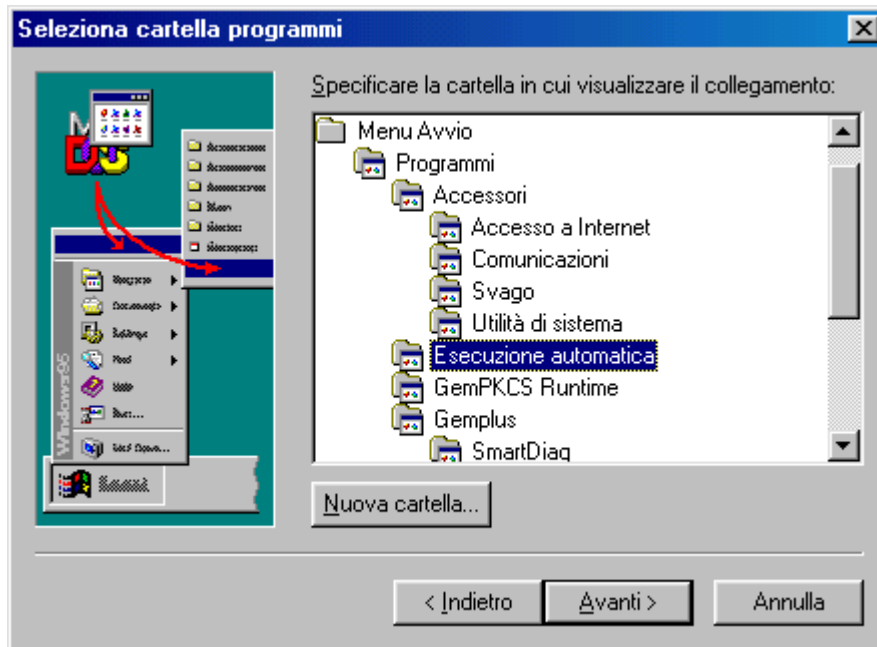 Seleziona cartella programmi
Specificare la cartella in cui visualizzare il collegamento:
Menu Avvio
Programmi
Accessori
Accesso a Internet
Comunicazioni
Svago
Utilità di sistema
Esecuzione automatica
GemPKCS Runtime
Gemplus
SmartDiag
Windows95
Nuova cartella...
< Indietro
Avanti >
Annulla